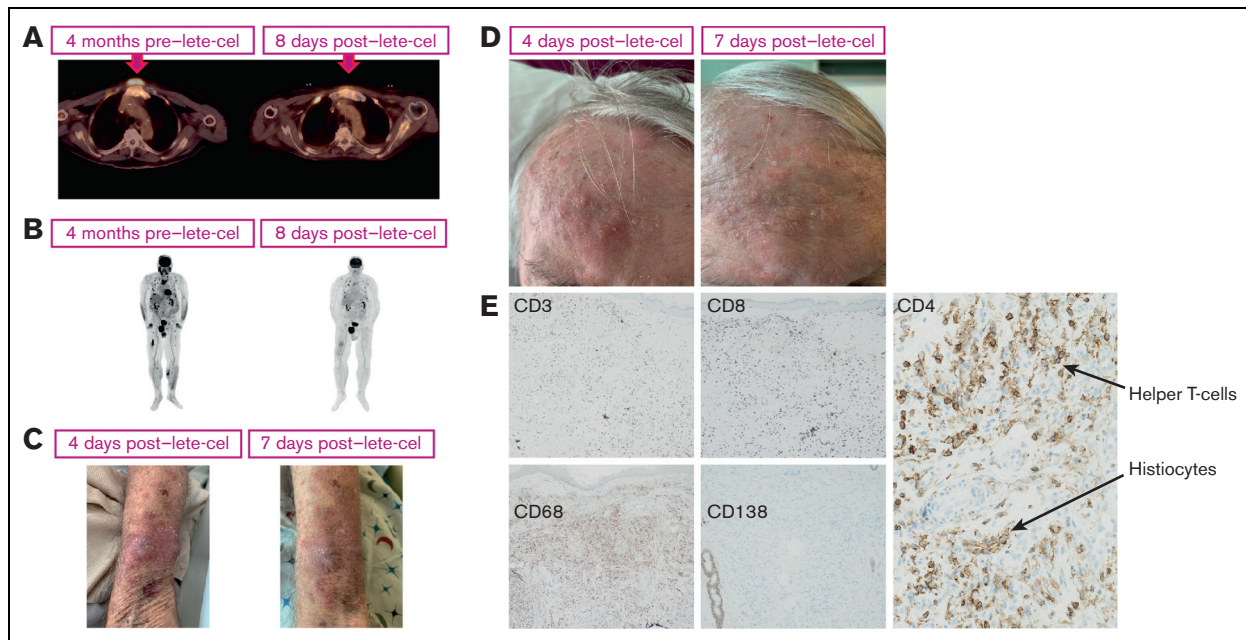 A
4 months pre–lete-cel
8 days post–lete-cel
B
4 months pre–lete-cel
8 days post–lete-cel
C
4 days post–lete-cel
7 days post–lete-cel
D
4 days post–lete-cel
7 days post–lete-cel
E
CD3
CD8
CD4
Helper T-cells
Histiocytes
CD68
CD138